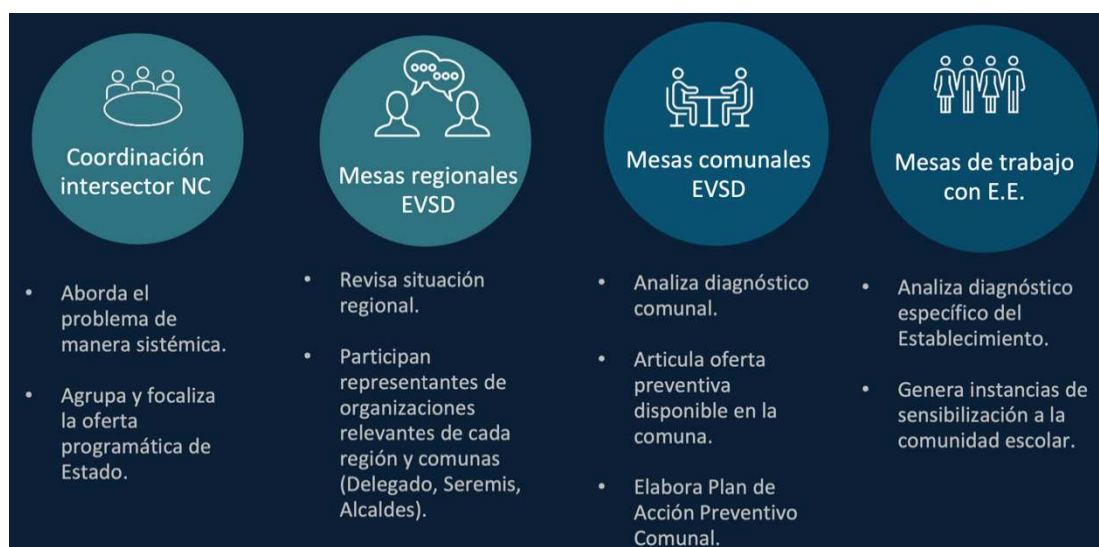 Coordinación
intersector NC
• Aborda el
problema de
manera sistémica.
• Agrupa y focaliza
la oferta
programática de
Estado.
Mesas regionales
EVSD
• Revisa situación
regional.
• Participan
representantes de
organizaciones
relevantes de cada
región y comunas
(Delegado, Seremis,
Alcaldes).
Mesas comunales
EVSD
• Analiza diagnóstico
comunal.
• Articula oferta
preventiva
disponible en la
comuna.
• Elabora Plan de
Acción Preventivo
Comunal.
Mesas de trabajo
con E.E.
• Analiza diagnóstico
específico del
Establecimiento.
• Genera instancias de
sensibilización a la
comunidad escolar.